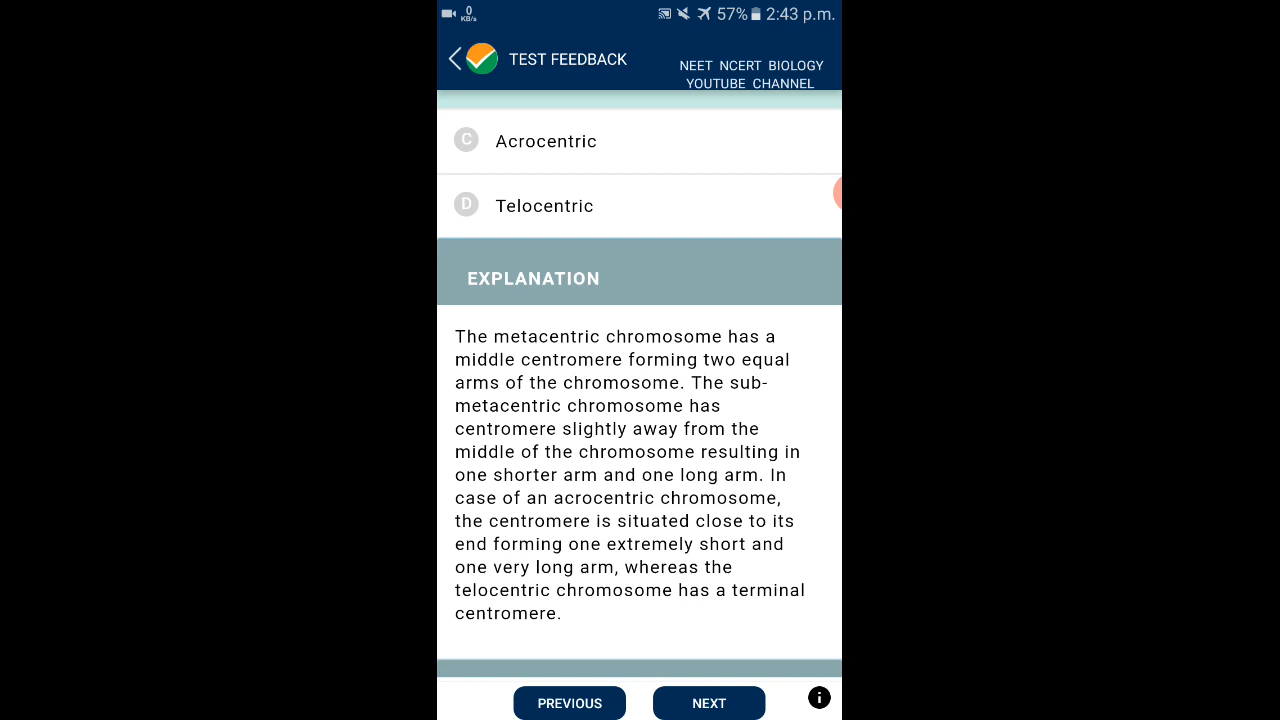 0
KB/s
57% 2:43 p.m.
TEST FEEDBACK
NEET NCERT BIOLOGY
YOUTUBE CHANNEL
C Acrocentric
D Telocentric
EXPLANATION
The metacentric chromosome has a
middle centromere forming two equal
arms of the chromosome. The sub-
metacentric chromosome has
centromere slightly away from the
middle of the chromosome resulting in
one shorter arm and one long arm. In
case of an acrocentric chromosome,
the centromere is situated close to its
end forming one extremely short and
one very long arm, whereas the
telocentric chromosome has a terminal
centromere.
PREVIOUS NEXT i